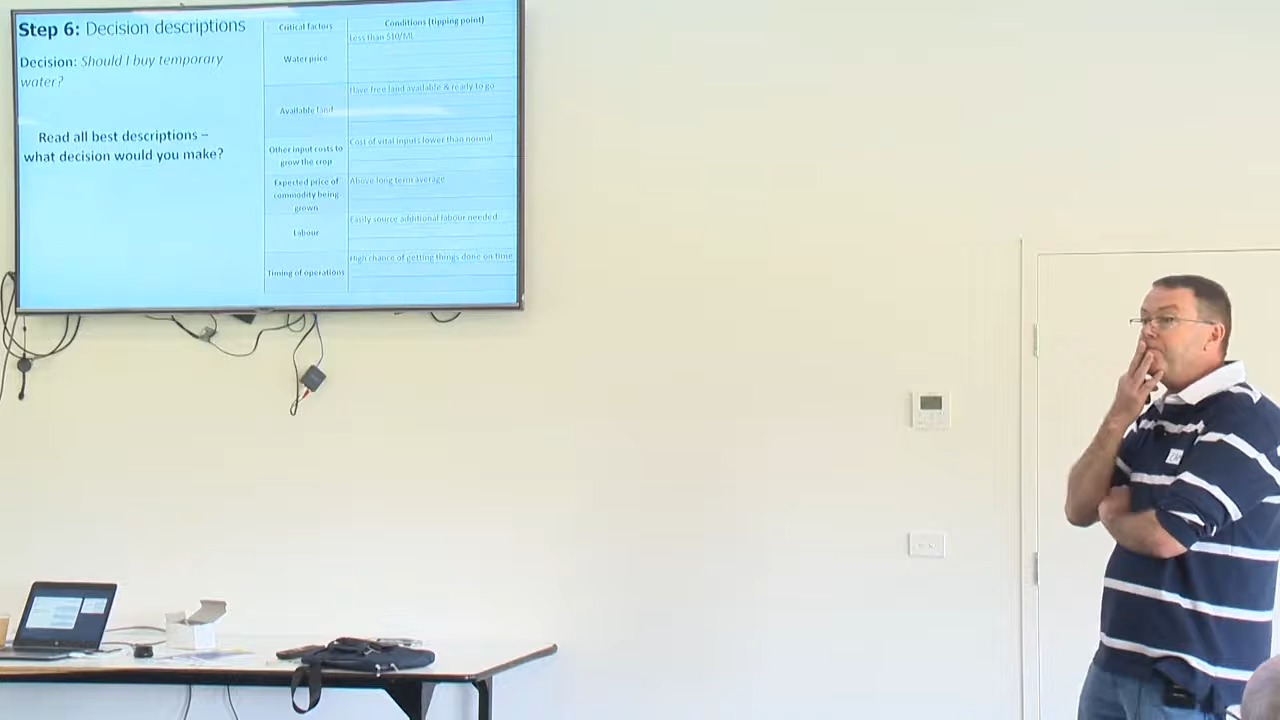 Step 6: Decision descriptions
Decision: Should I buy temporary
water?
Read all best descriptions –
what decision would you make?
Critical factors
Conditions (tipping point)
Water price
Less than $10/ML
Available land
Have free land available & ready to go
Other input costs to
grow the crop
Cost of vital inputs lower than normal
Expected price of
commodity being
grown
Above long term average
Labour
Easily source additional labour needed
Timing of operations
High chance of getting things done on time